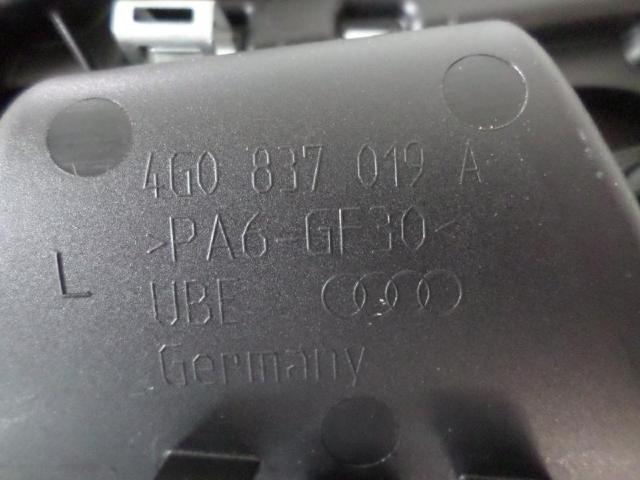 4G0 837 019 A
>PA6-GF30<
L
UBE
Germany